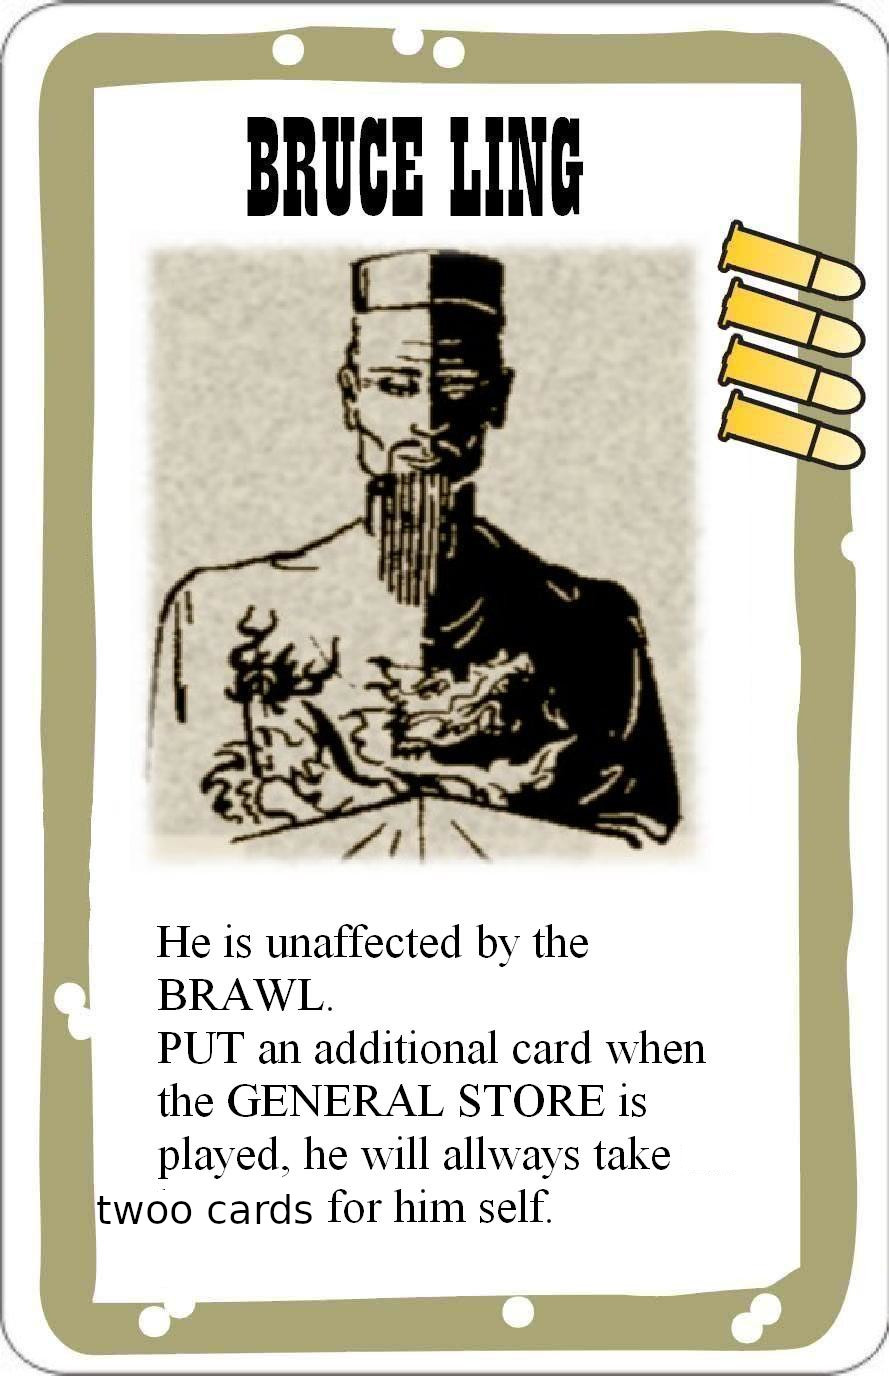 BRUCE LING
He is unaffected by the
BRAWL.
PUT an additional card when
the GENERAL STORE is
played, he will allways take
twoo cards for him self.